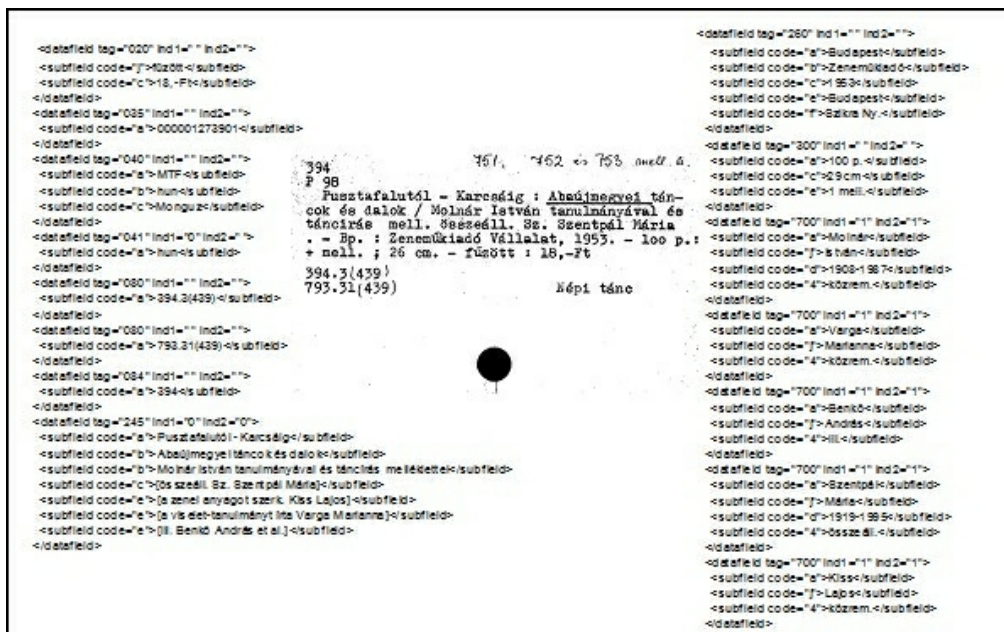 <datafield tag="020" ind1=" " ind2="">
<subfield code="j">fűzött</subfield>
<subfield code="c">18,-Ft</subfield>
</datafield>
<datafield tag="035" ind1="" ind2="">
<subfield code="a">000001273901</subfield>
</datafield>
<datafield tag="040" ind1="" ind2="">
<subfield code="a">MTF</subfield>
<subfield code="b">hun</subfield>
<subfield code="c">Monguz</subfield>
</datafield>
<datafield tag="041" ind1="0" ind2="">
<subfield code="a">hun</subfield>
</datafield>
<datafield tag="080" ind1="" ind2="">
<subfield code="a">394.3(439)</subfield>
</datafield>
<datafield tag="080" ind1="" ind2="">
<subfield code="a">793.31(439)</subfield>
</datafield>
<datafield tag="084" ind1="" ind2="">
<subfield code="a">394</subfield>
</datafield>
<datafield tag="245" ind1="0" ind2="0">
<subfield code="a">Pusztafalutól - Karcsáig</subfield>
<subfield code="b">Abaújmegyei táncok és dalok</subfield>
<subfield code="b">Molnár István tanulmányával és táncírás melléklettel</subfield>
<subfield code="c">[összeáll. Sz. Szentpál Mária]</subfield>
<subfield code="e">[a zenei anyagot szerk. Kiss Lajos]</subfield>
<subfield code="e">[a viselet-tanulmányt írta Varga Marianna]</subfield>
<subfield code="e">[ill. Benkő András et al.]</subfield>
</datafield>
751, 752 és 753 mell. is.
394
P 98
Pusztafalutól - Karcsáig : Abaújmegyei tán-
cok és dalok / Molnár István tanulmányával és
táncírás mell. összeáll. Sz. Szentpál Mária
. - Bp. : Zeneműkiadó Vállalat, 1953. - 100 p.:
+ mell. ; 26 cm. - fűzött : 18,-Ft
394.3(439)
793.31(439) Népi tánc
<datafield tag="260" ind1=" " ind2="">
<subfield code="a">Budapest</subfield>
<subfield code="b">Zeneműkiadó</subfield>
<subfield code="c">1953</subfield>
<subfield code="e">Budapest</subfield>
<subfield code="f">Szikra Ny.</subfield>
</datafield>
<datafield tag="300" ind1=" " ind2="">
<subfield code="a">100 p.</subfield>
<subfield code="c">29 cm</subfield>
<subfield code="e">1 mell.</subfield>
<datafield tag="700" ind1="1" ind2="1">
<subfield code="a">Molnár</subfield>
<subfield code="j">István</subfield>
<subfield code="d">1908-1987</subfield>
<subfield code="4">közrem.</subfield>
</datafield>
<datafield tag="700" ind1="1" ind2="1">
<subfield code="a">Varga</subfield>
<subfield code="j">Marianna</subfield>
<subfield code="4">közrem.</subfield>
</datafield>
<datafield tag="700" ind1="1" ind2="1">
<subfield code="a">Benkő</subfield>
<subfield code="j">András</subfield>
<subfield code="4">ill.</subfield>
</datafield>
<datafield tag="700" ind1="1" ind2="1">
<subfield code="a">Szentpál</subfield>
<subfield code="j">Mária</subfield>
<subfield code="d">1919-1995</subfield>
<subfield code="4">összeáll.</subfield>
</datafield>
<datafield tag="700" ind1="1" ind2="1">
<subfield code="a">Kiss</subfield>
<subfield code="j">Lajos</subfield>
<subfield code="4">közrem.</subfield>
</datafield>